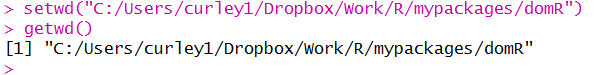 > setwd("C:/Users/curley1/Dropbox/Work/R/mypackages/domR")
> getwd()
[1] "C:/Users/curley1/Dropbox/Work/R/mypackages/domR"
>